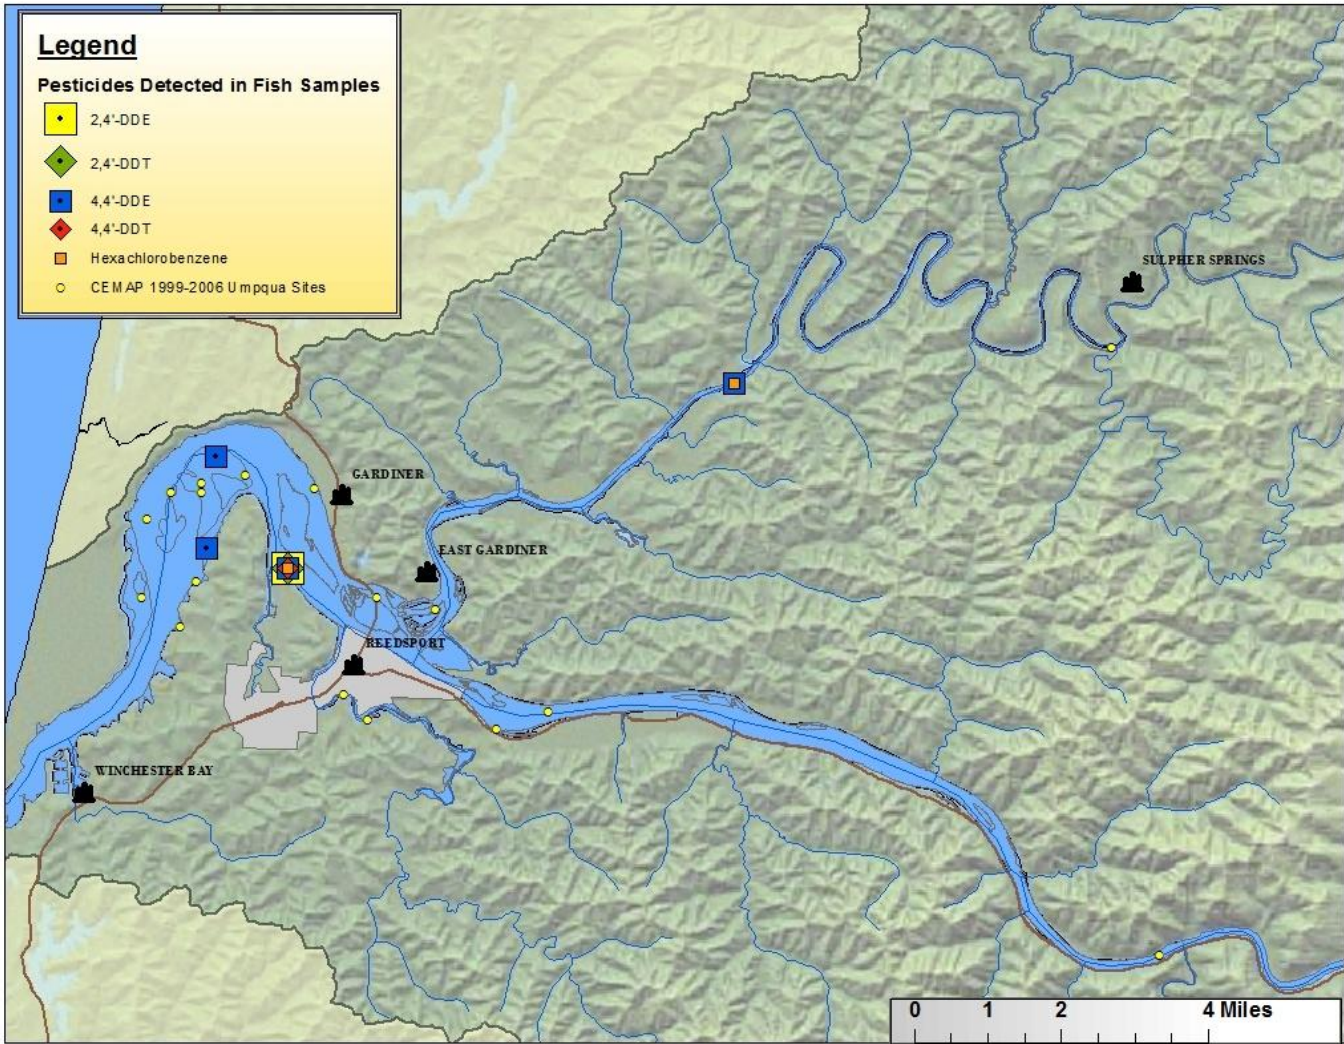 Legend
Pesticides Detected in Fish Samples
2,4'-DDE
2,4'-DDT
4,4'-DDE
4,4'-DDT
Hexachlorobenzene
CEMAP 1999-2006 Umpqua Sites
SULPHER SPRINGS
GARDINER
EAST GARDINER
REEDSPORT
WINCHESTER BAY
0 1 2 4 Miles